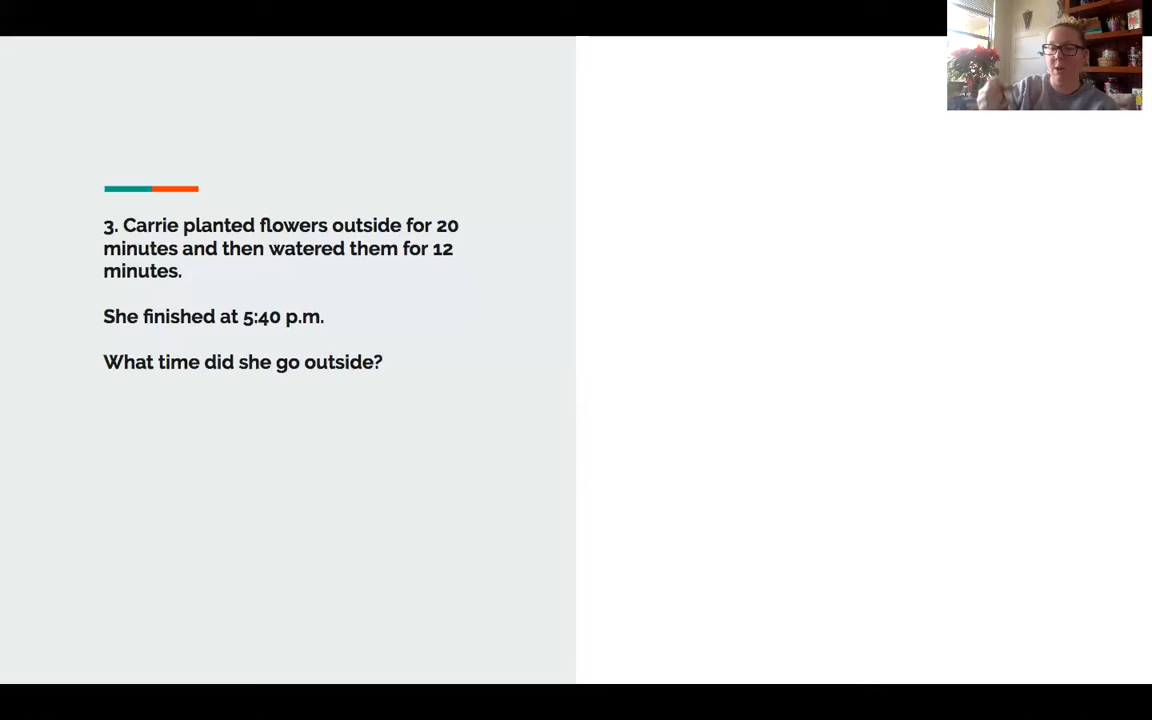 3. Carrie planted flowers outside for 20
minutes and then watered them for 12
minutes.
She finished at 5:40 p.m.
What time did she go outside?